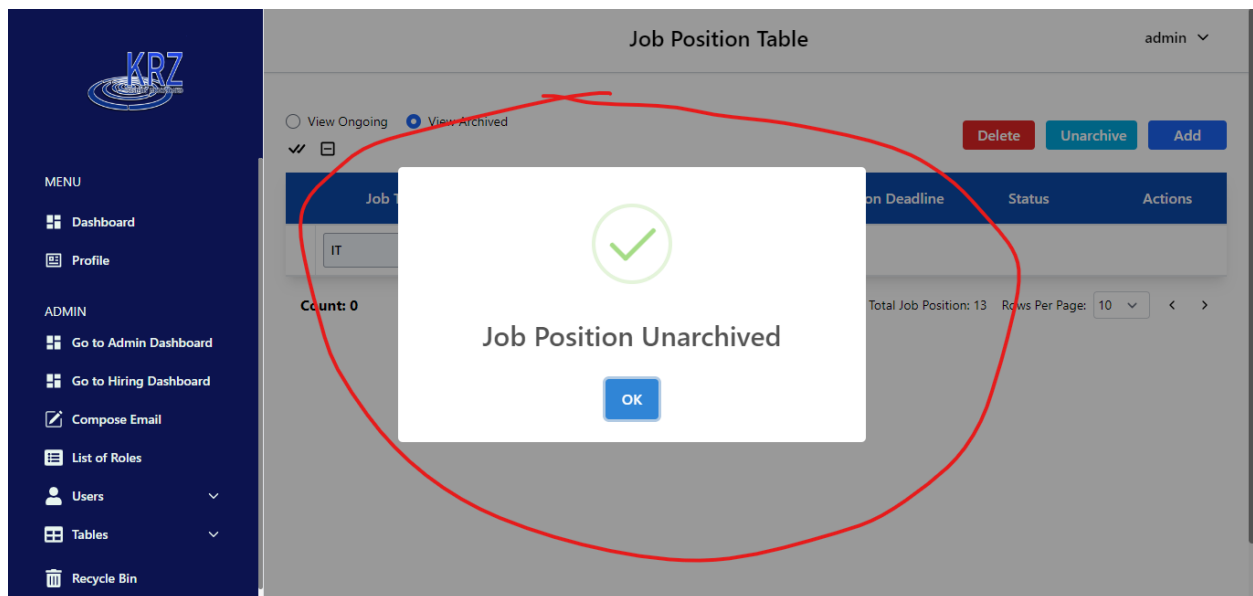 KRZ
Job Position Table
admin
View Ongoing
View Archived
Delete
Unarchive
Add
MENU
Dashboard
Profile
ADMIN
Go to Admin Dashboard
Go to Hiring Dashboard
Compose Email
List of Roles
Users
Tables
Recycle Bin
Job
on Deadline
Status
Actions
IT
Count: 0
Total Job Position: 13
Rows Per Page: 10
Job Position Unarchived
OK